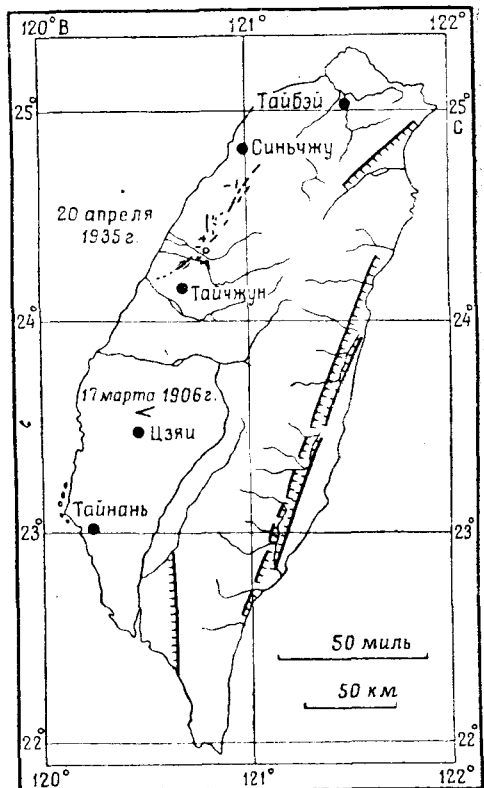 120° В
121°
122°
25°
Тайбэй
25°
С
Синьчжу
20 апреля
1935 г.
Тайчжун
24°
24°
17 марта 1906 г.
Цзяи
Тайнань
23°
23°
50 миль
50 км
22°
22°
120°
121°
122°